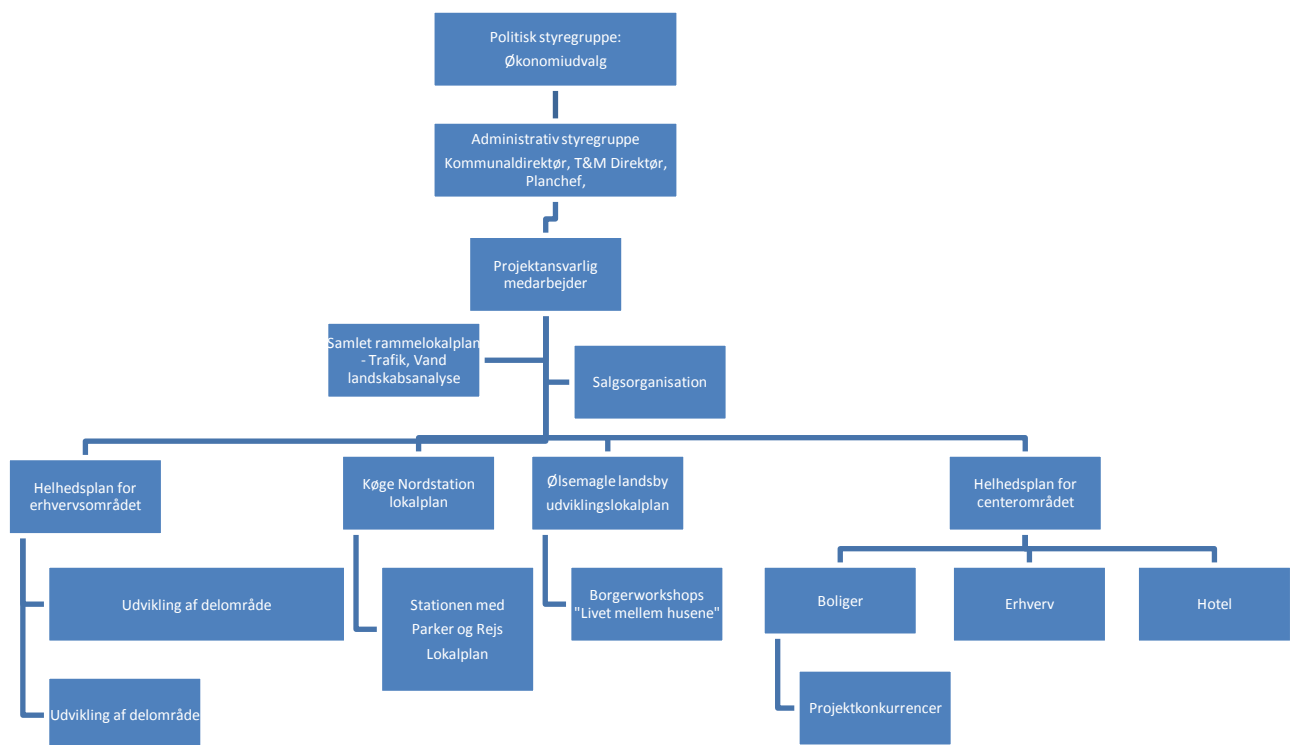 Politisk styregruppe:
Økonomiudvalg
Administrativ styregruppe
Kommunaldirektør, T&M Direktør,
Planchef,
Projektansvarlig
medarbejder
Samlet rammelokalplan
- Trafik, Vand
landskabsanalyse
Salgsorganisation
Helhedsplan for
erhvervsområdet
Køge Nordstation
lokalplan
Ølsemagle landsby
udviklingslokalplan
Helhedsplan for
centerområdet
Udvikling af delområde
Udvikling af delområde
Stationen med
Parker og Rejs
Lokalplan
Borgerworkshops
"Livet mellem husene"
Boliger
Erhverv
Hotel
Projektkonkurrencer